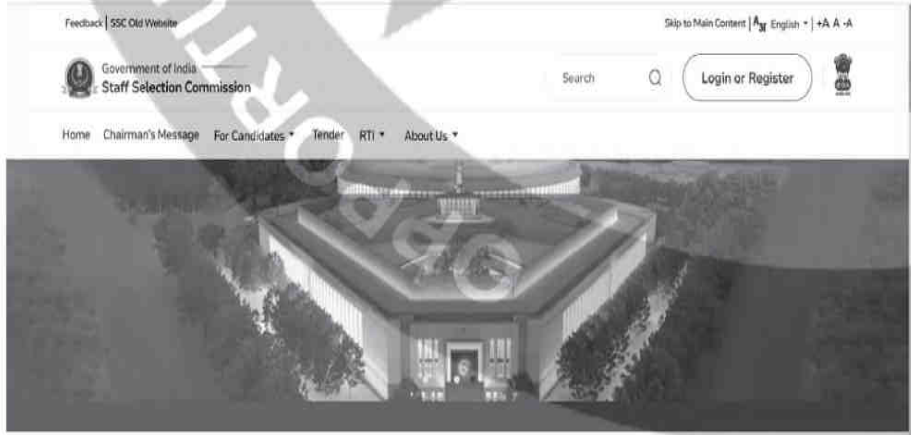 Feedback | SSC Old Website
Skip to Main Content | English | +A A -A
Government of India
Staff Selection Commission
Search
Login or Register
Home Chairman's Message For Candidates Tender RTI About Us